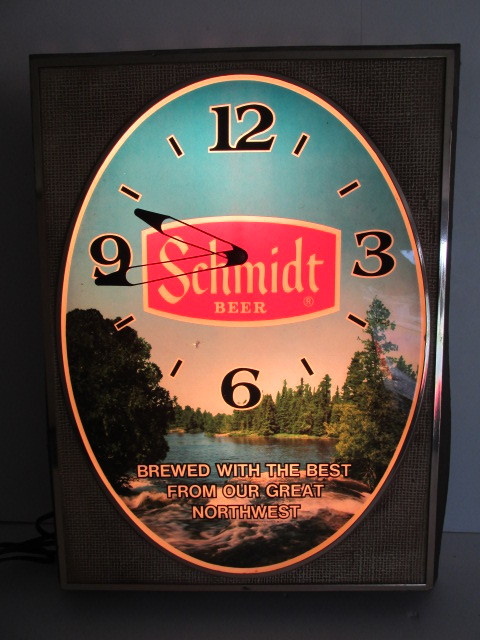 12
9
3
Schmidt
BEER ®
6
BREWED WITH THE BEST
FROM OUR GREAT
NORTHWEST